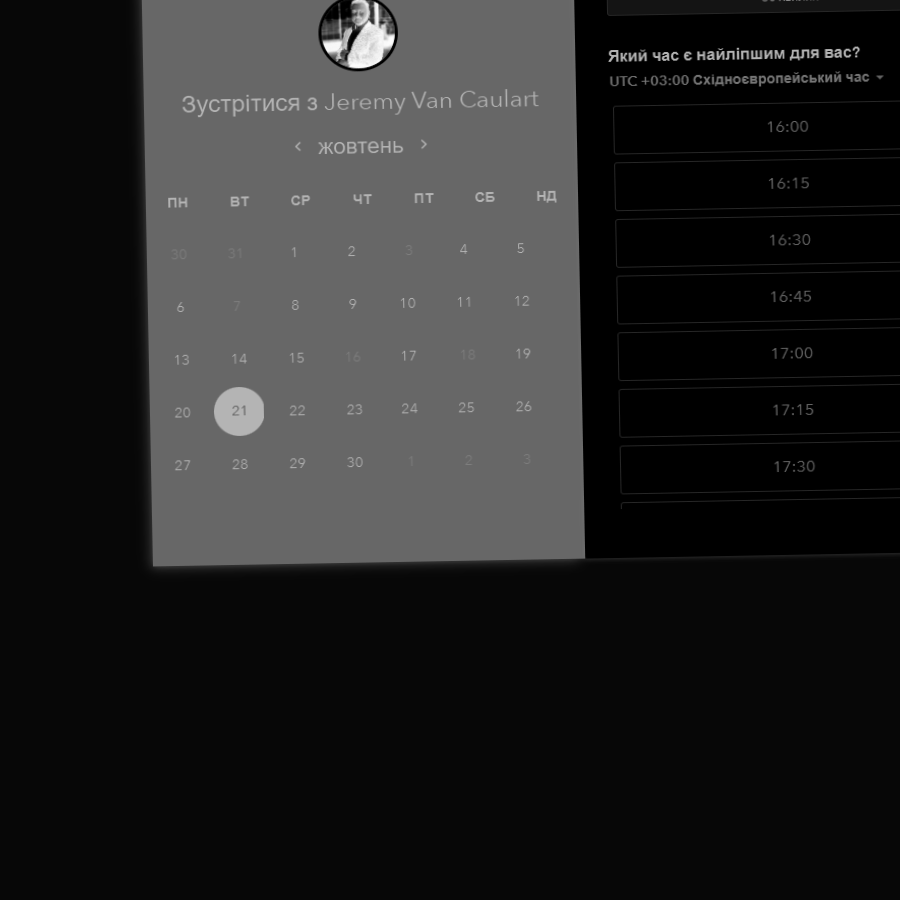 Зустрітися з Jeremy Van Caulart
‹ жовтень ›
ПН ВТ СР ЧТ ПТ СБ НД
30 31 1 2 3 4 5
6 7 8 9 10 11 12
13 14 15 16 17 18 19
20 21 22 23 24 25 26
27 28 29 30 1 2 3
Який час є найліпшим для вас?
UTC +03:00 Східноєвропейський час
16:00
16:15
16:30
16:45
17:00
17:15
17:30